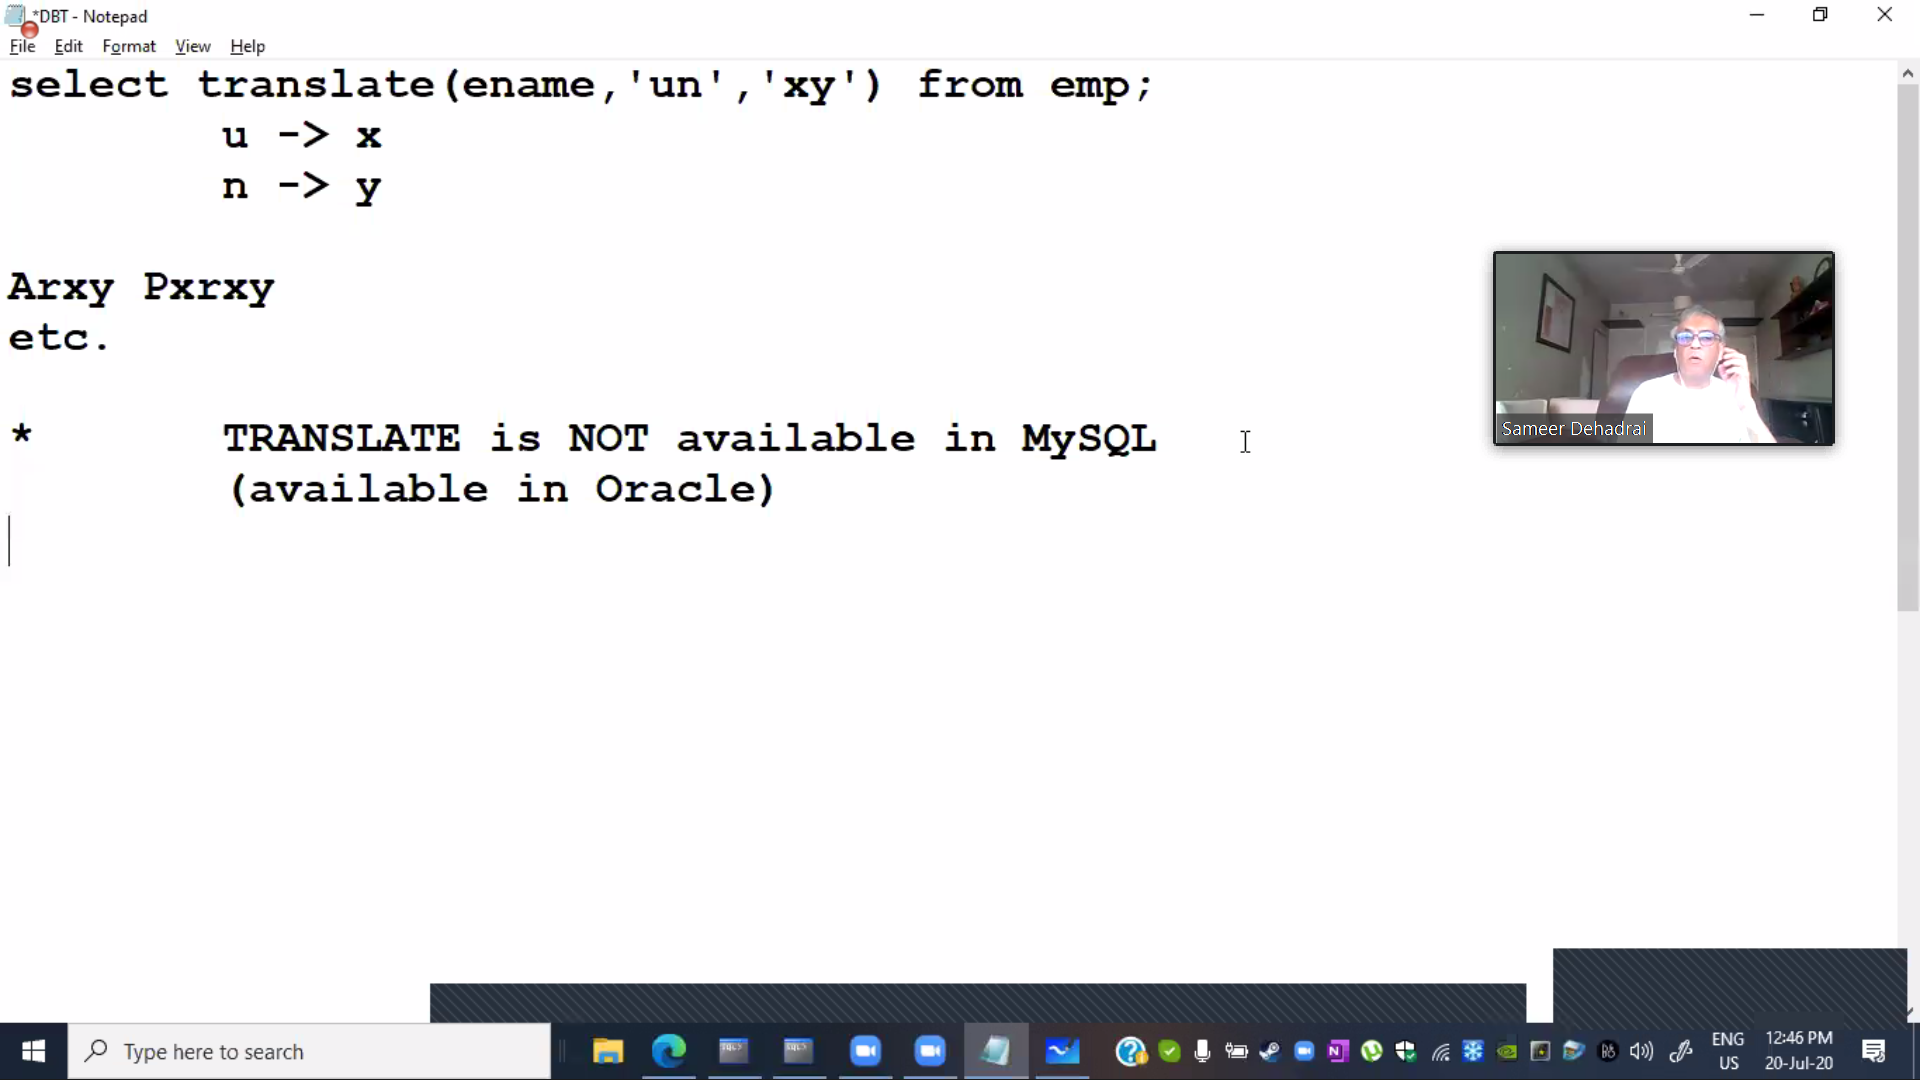 *DBT - Notepad
File Edit Format View Help
select translate(ename,'un','xy') from emp;
u -> x
n -> y
Arxy Pxrxy
etc.
* TRANSLATE is NOT available in MySQL
(available in Oracle)
Sameer Dehadrai
Type here to search
ENG
US
12:46 PM
20-Jul-20